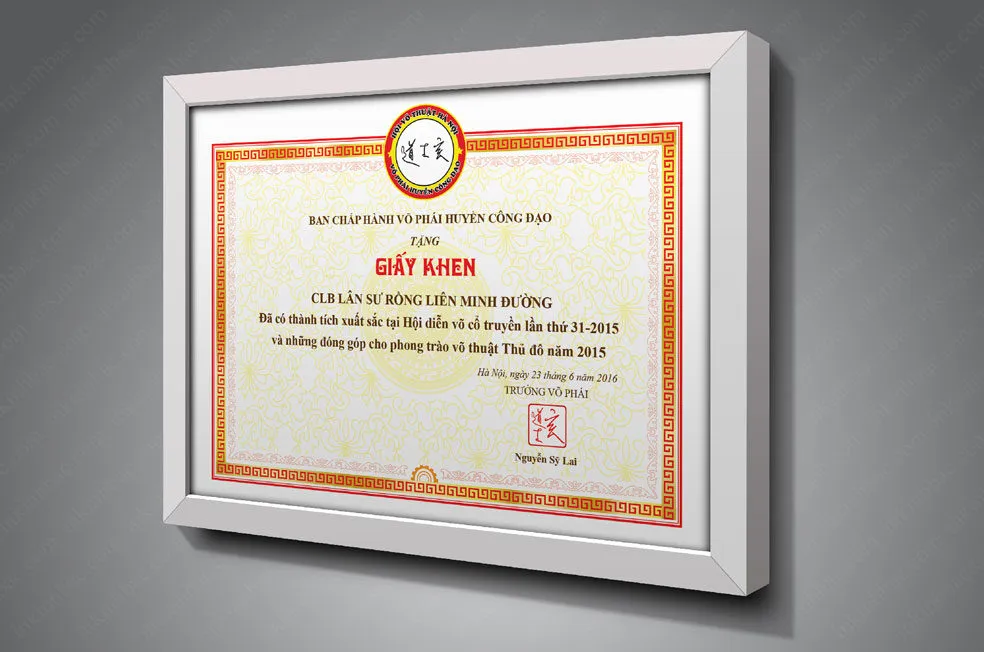 HỘI VÕ THUẬT HÀ NỘI
VÕ PHÁI HUYỀN CÔNG ĐẠO
BAN CHẤP HÀNH VÕ PHÁI HUYỀN CÔNG ĐẠO
TẶNG
GIẤY KHEN
CLB LÂN SƯ RỒNG LIÊN MINH ĐƯỜNG
Đã có thành tích xuất sắc tại Hội diễn võ cổ truyền lần thứ 31-2015
và những đóng góp cho phong trào võ thuật Thủ đô năm 2015
Hà Nội, ngày 23 tháng 6 năm 2016
TRƯỞNG VÕ PHÁI
Nguyễn Sỹ Lai